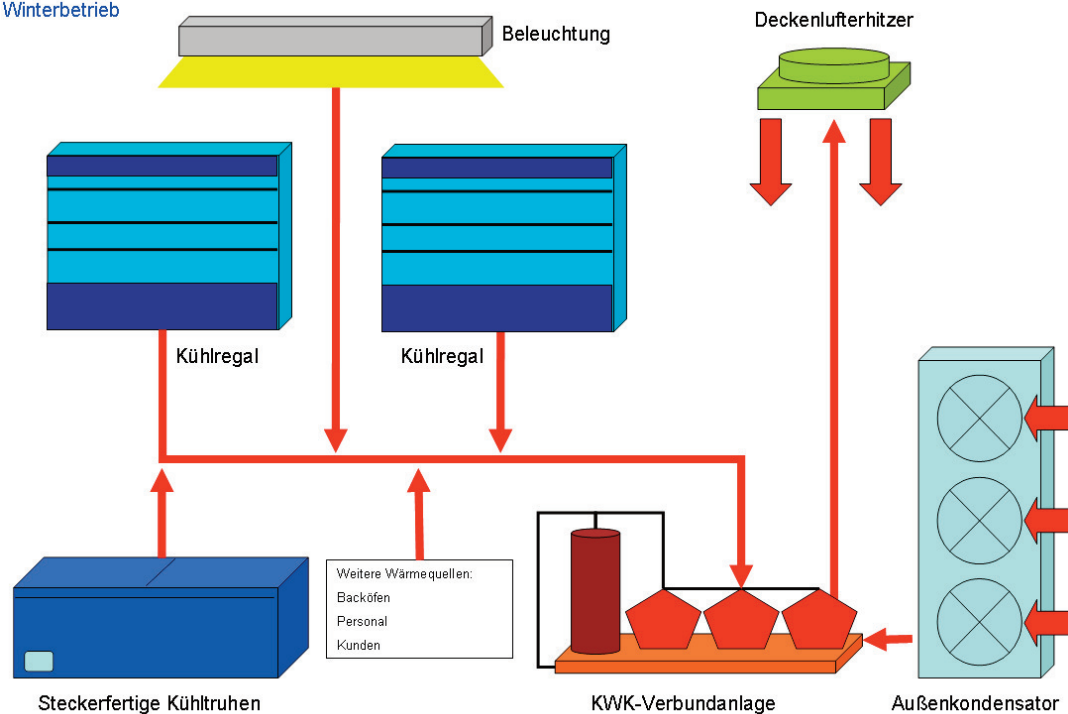 Winterbetrieb
Beleuchtung
Deckenlufterhitzer
Kühlregal
Kühlregal
Weitere Wärmequellen:
Backöfen
Personal
Kunden
Steckerfertige Kühltruhen
KWK-Verbundanlage
Außenkondensator